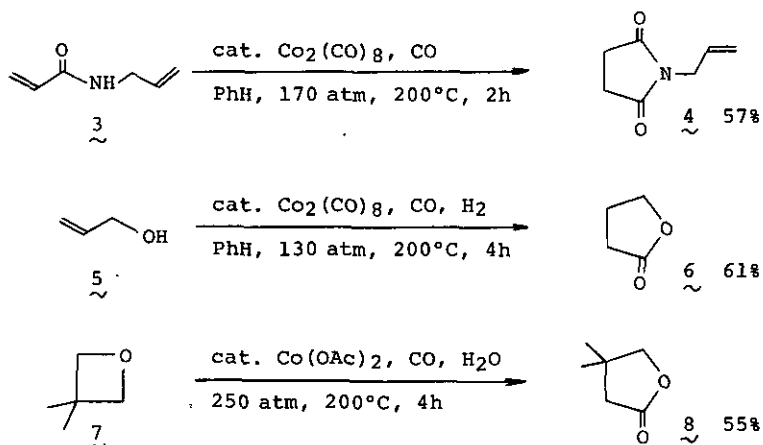 cat. Co2(CO)8, CO
PhH, 170 atm, 200°C, 2h
O
NH
3
O
N
O
4 57%
cat. Co2(CO)8, CO, H2
PhH, 130 atm, 200°C, 4h
OH
5
O
O
6 61%
cat. Co(OAc)2, CO, H2O
250 atm, 200°C, 4h
O
7
O
O
8 55%